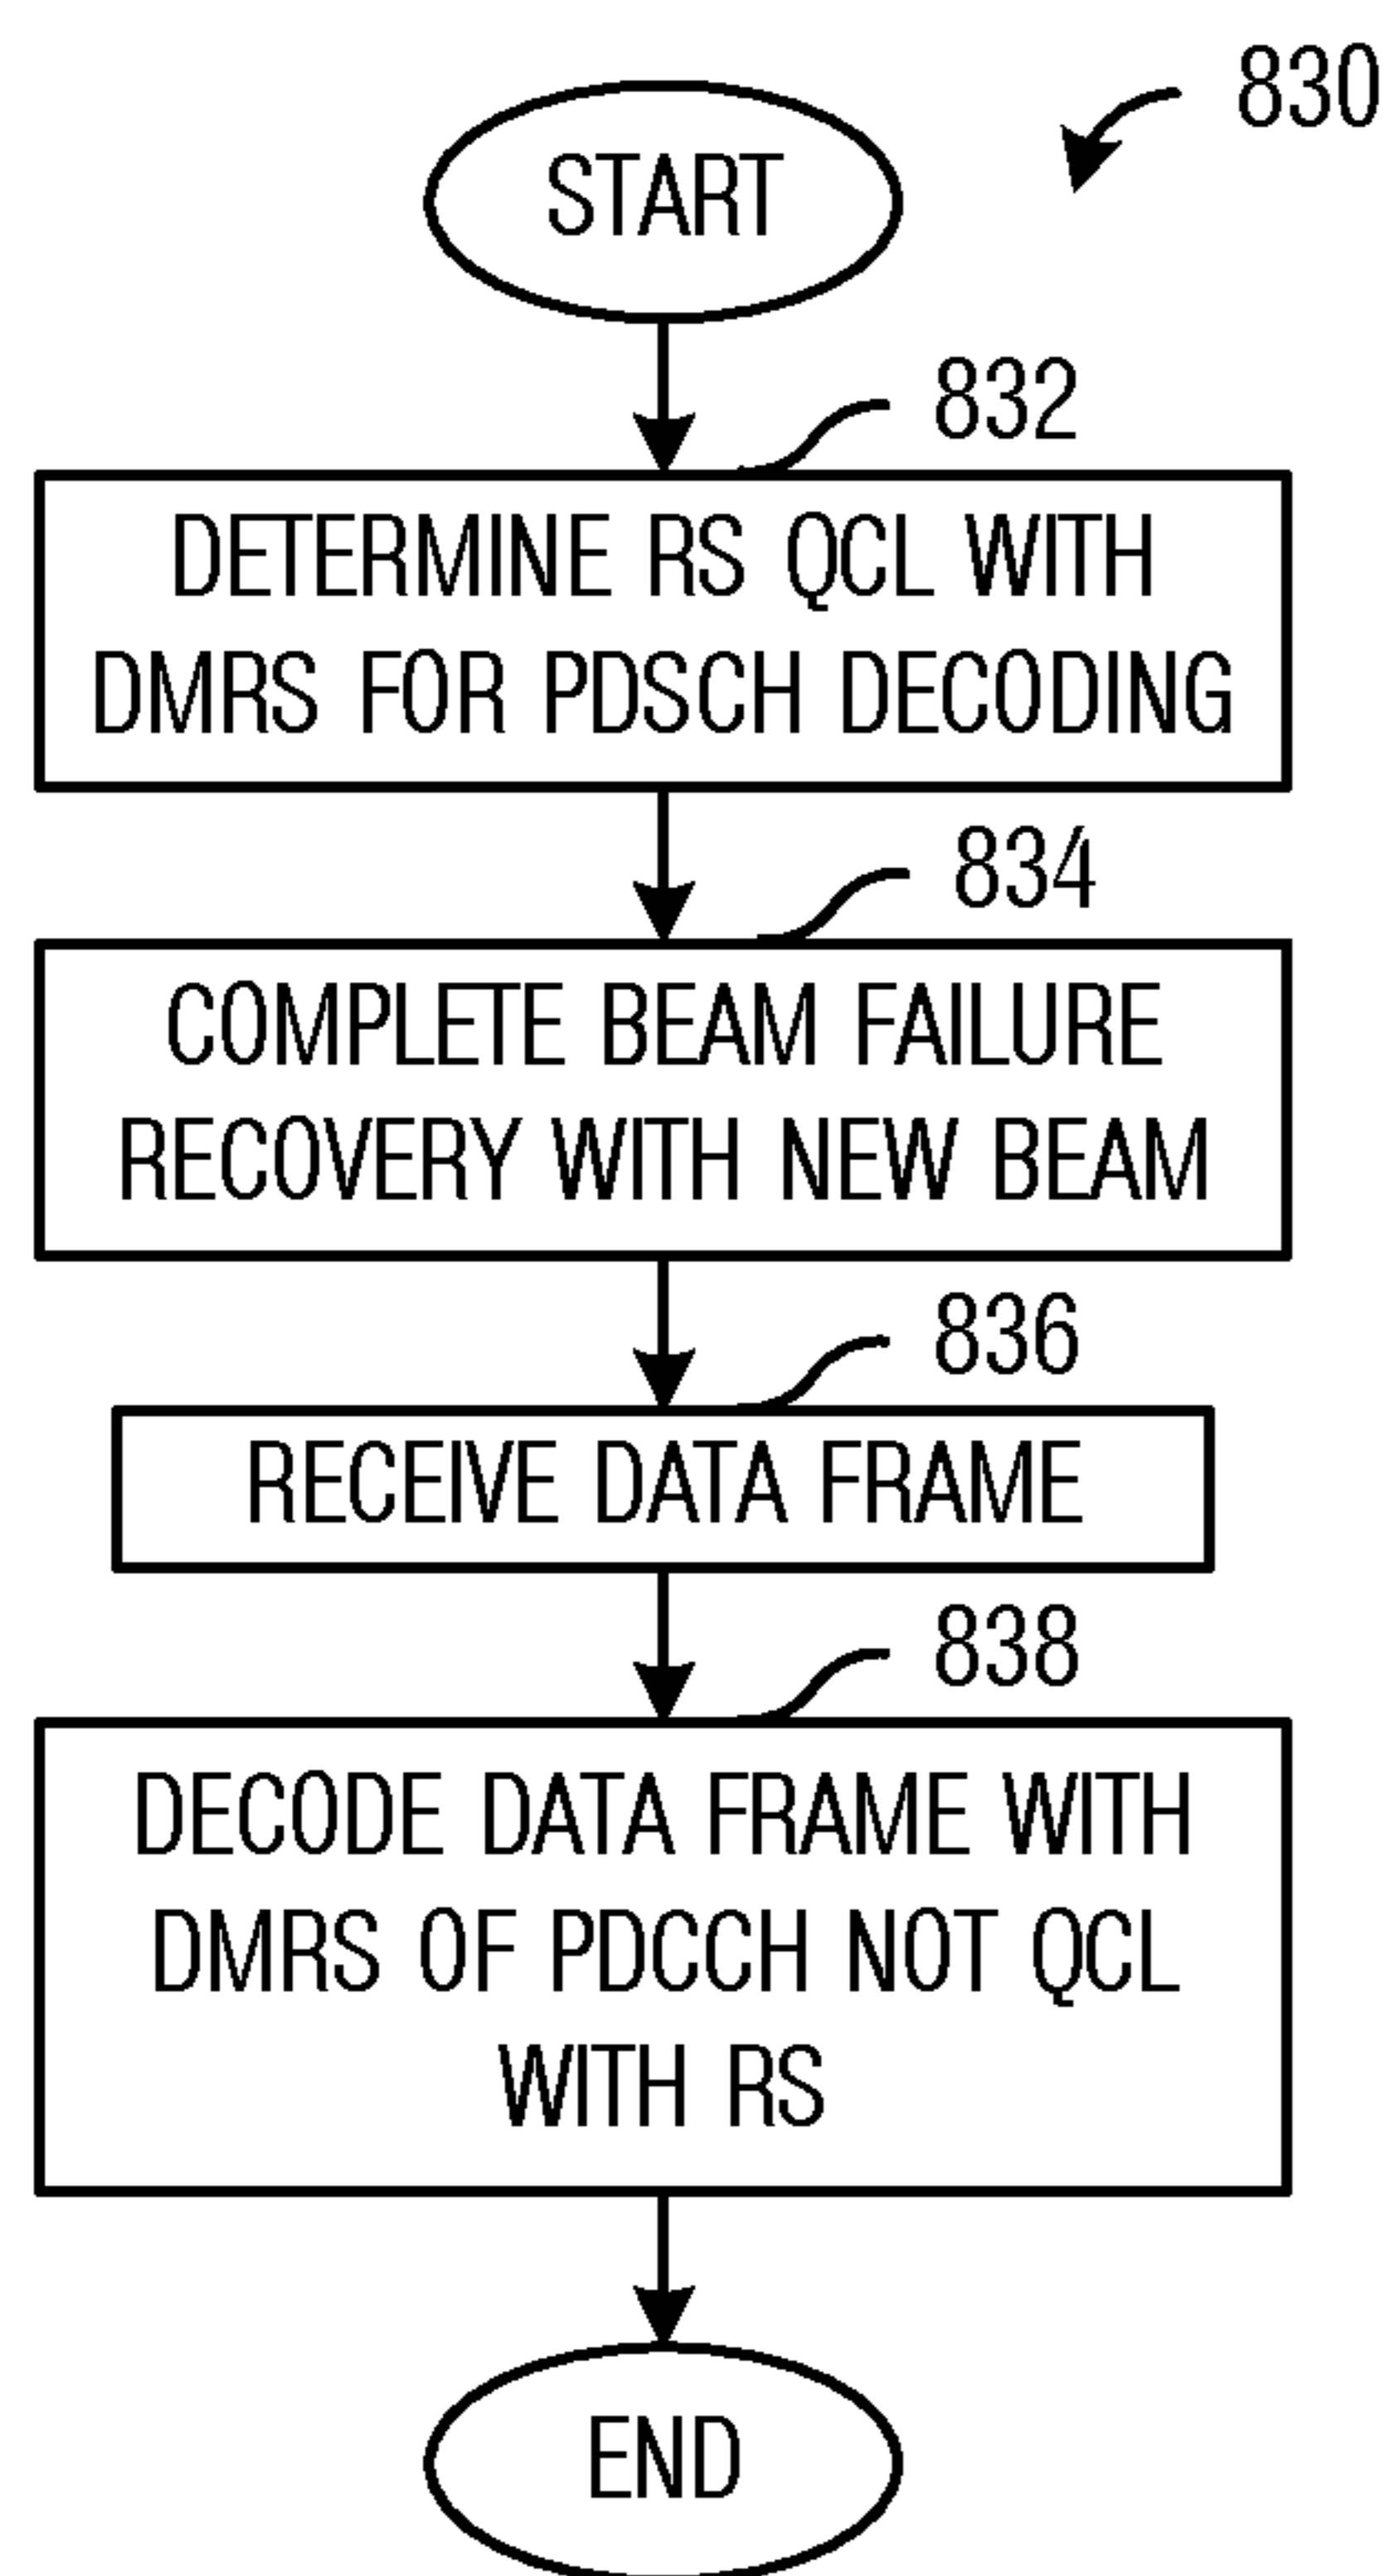 830
START
832
DETERMINE RS QCL WITH
DMRS FOR PDSCH DECODING
834
COMPLETE BEAM FAILURE
RECOVERY WITH NEW BEAM
836
RECEIVE DATA FRAME
838
DECODE DATA FRAME WITH
DMRS OF PDCCH NOT QCL
WITH RS
END